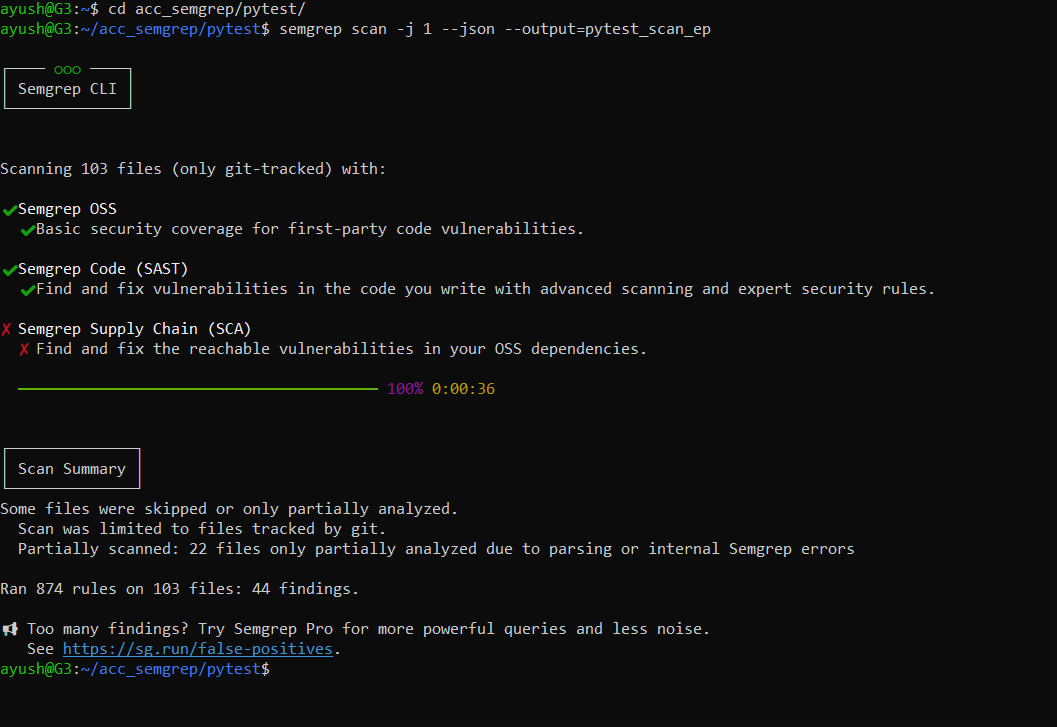 ayush@G3:~$ cd acc_semgrep/pytest/
ayush@G3:~/acc_semgrep/pytest$ semgrep scan -j 1 --json --output=pytest_scan_ep
○○○
Semgrep CLI
Scanning 103 files (only git-tracked) with:
✔Semgrep OSS
✔Basic security coverage for first-party code vulnerabilities.
✔Semgrep Code (SAST)
✔Find and fix vulnerabilities in the code you write with advanced scanning and expert security rules.
✘ Semgrep Supply Chain (SCA)
✘ Find and fix the reachable vulnerabilities in your OSS dependencies.
100% 0:00:36
Scan Summary
Some files were skipped or only partially analyzed.
Scan was limited to files tracked by git.
Partially scanned: 22 files only partially analyzed due to parsing or internal Semgrep errors
Ran 874 rules on 103 files: 44 findings.
📢 Too many findings? Try Semgrep Pro for more powerful queries and less noise.
See https://sg.run/false-positives.
ayush@G3:~/acc_semgrep/pytest$